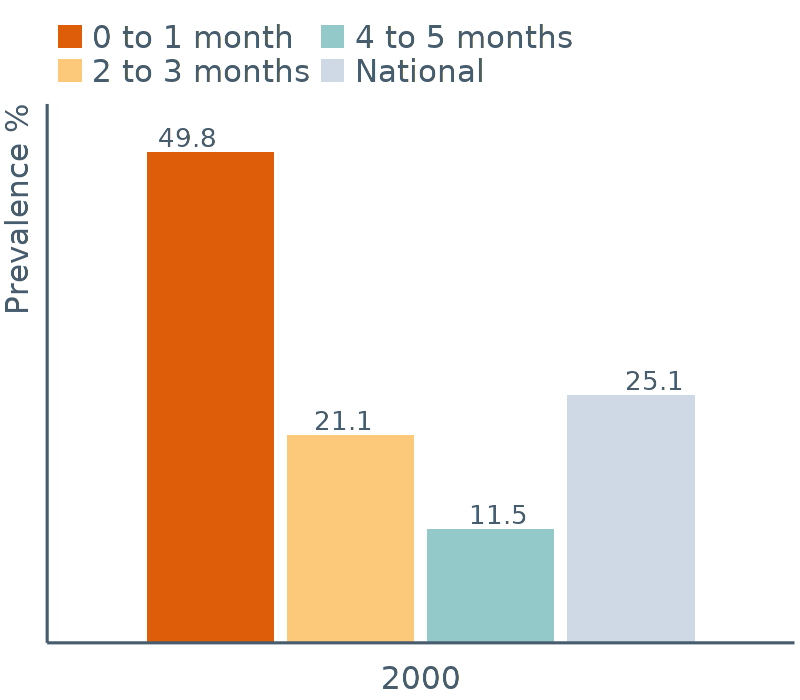 0 to 1 month
4 to 5 months
2 to 3 months
National
Prevalence %
49.8
21.1
11.5
25.1
2000